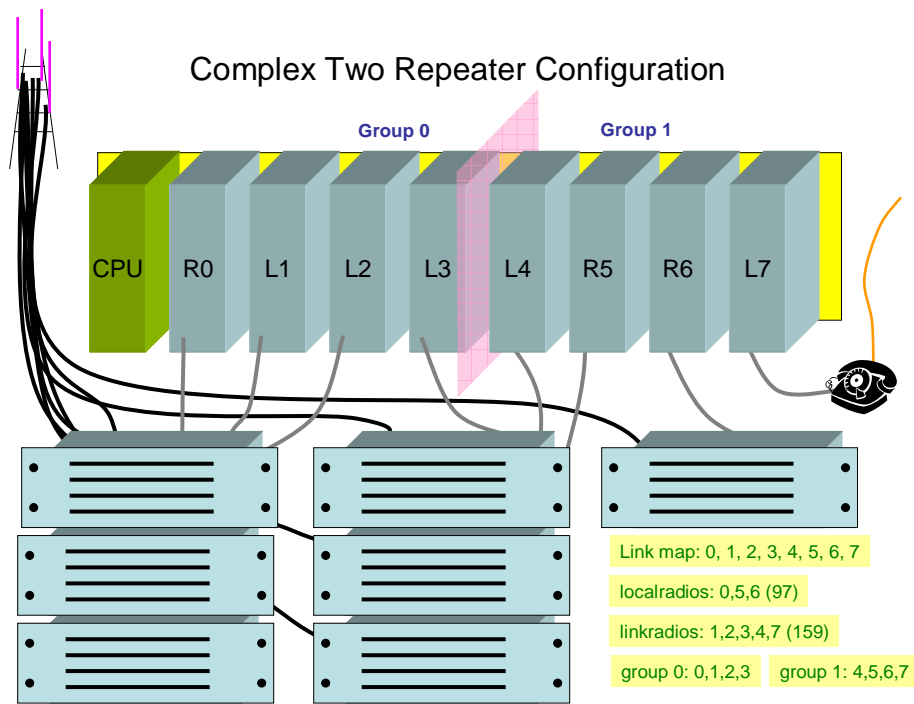 Complex Two Repeater Configuration
Group 0
Group 1
CPU
R0
L1
L2
L3
L4
R5
R6
L7
Link map: 0, 1, 2, 3, 4, 5, 6, 7
localradios: 0,5,6 (97)
linkradios: 1,2,3,4,7 (159)
group 0: 0,1,2,3
group 1: 4,5,6,7